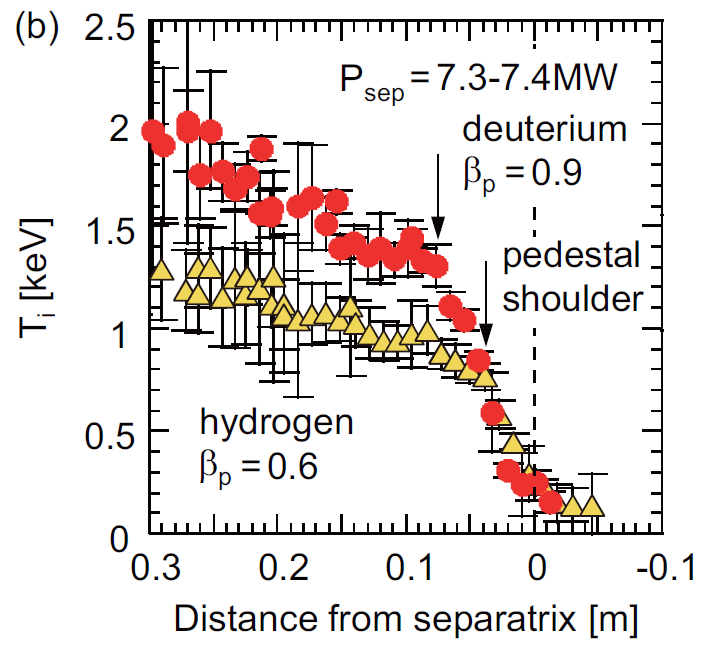 (b)
2.5
2
1.5
1
0.5
0
T_i [keV]
P_sep = 7.3-7.4MW
deuterium
β_p = 0.9
pedestal
shoulder
hydrogen
β_p = 0.6
0.3 0.2 0.1 0 -0.1
Distance from separatrix [m]